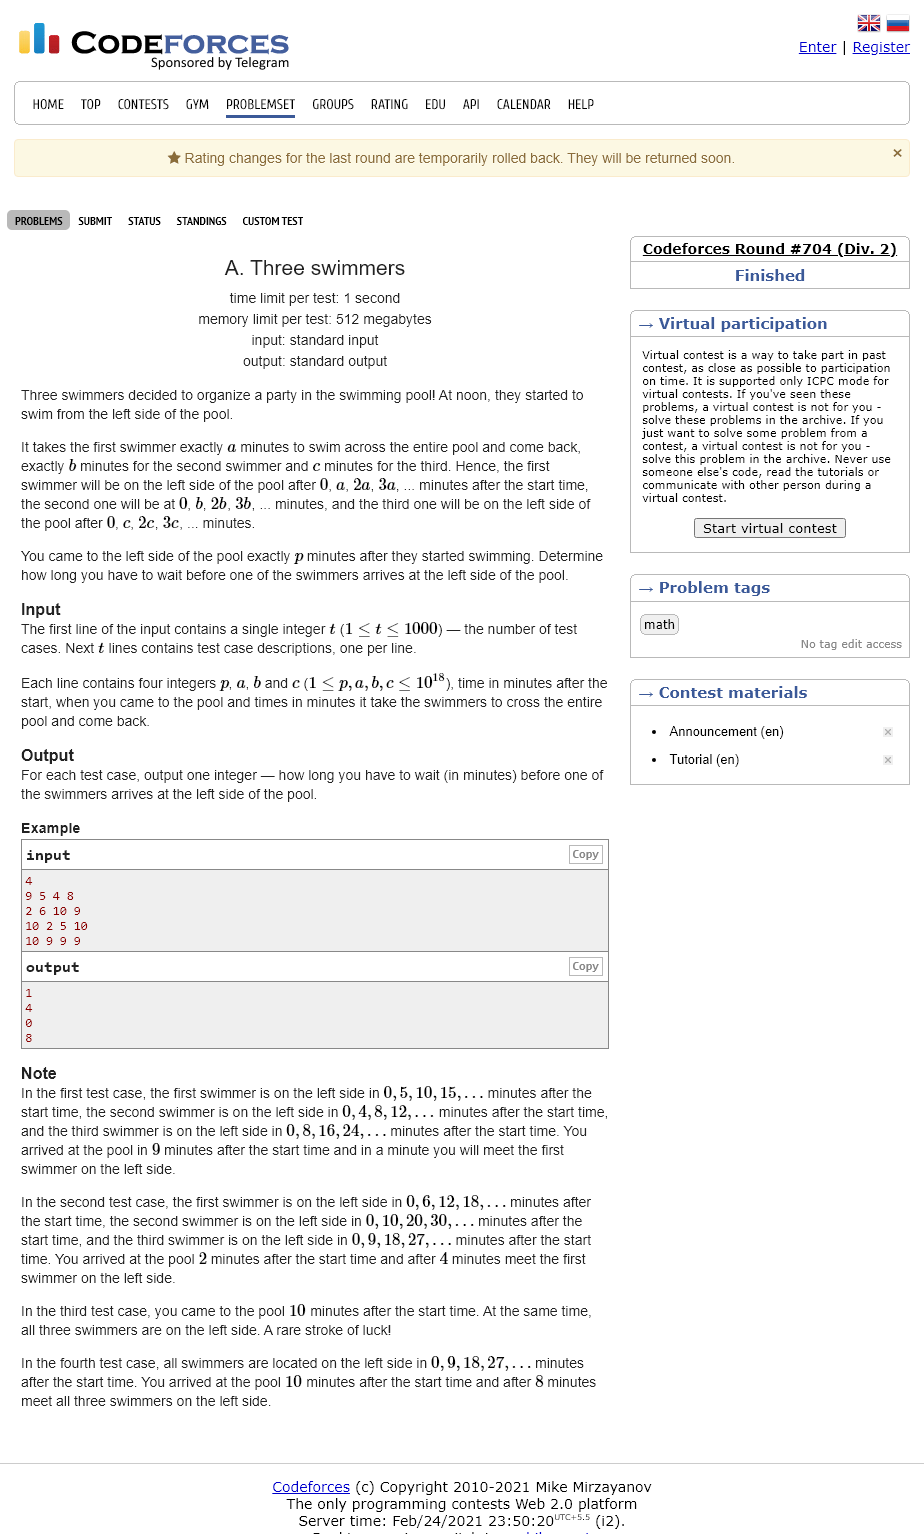 CODEFORCES
Sponsored by Telegram
Enter | Register
HOME TOP CONTESTS GYM PROBLEMSET GROUPS RATING EDU API CALENDAR HELP
★ Rating changes for the last round are temporarily rolled back. They will be returned soon. ×
PROBLEMS SUBMIT STATUS STANDINGS CUSTOM TEST
A. Three swimmers
time limit per test: 1 second
memory limit per test: 512 megabytes
input: standard input
output: standard output
Three swimmers decided to organize a party in the swimming pool! At noon, they started to
swim from the left side of the pool.
It takes the first swimmer exactly a minutes to swim across the entire pool and come back,
exactly b minutes for the second swimmer and c minutes for the third. Hence, the first
swimmer will be on the left side of the pool after 0, a, 2a, 3a, ... minutes after the start time,
the second one will be at 0, b, 2b, 3b, ... minutes, and the third one will be on the left side of
the pool after 0, c, 2c, 3c, ... minutes.
You came to the left side of the pool exactly p minutes after they started swimming. Determine
how long you have to wait before one of the swimmers arrives at the left side of the pool.
Input
The first line of the input contains a single integer t (1 ≤ t ≤ 1000) — the number of test
cases. Next t lines contains test case descriptions, one per line.
Each line contains four integers p, a, b and c (1 ≤ p, a, b, c ≤ 10^18), time in minutes after the
start, when you came to the pool and times in minutes it take the swimmers to cross the entire
pool and come back.
Output
For each test case, output one integer — how long you have to wait (in minutes) before one of
the swimmers arrives at the left side of the pool.
Example
input Copy
4
9 5 4 8
2 6 10 9
10 2 5 10
10 9 9 9
output Copy
1
4
0
8
Note
In the first test case, the first swimmer is on the left side in 0, 5, 10, 15, ... minutes after the
start time, the second swimmer is on the left side in 0, 4, 8, 12, ... minutes after the start time,
and the third swimmer is on the left side in 0, 8, 16, 24, ... minutes after the start time. You
arrived at the pool in 9 minutes after the start time and in a minute you will meet the first
swimmer on the left side.
In the second test case, the first swimmer is on the left side in 0, 6, 12, 18, ... minutes after
the start time, the second swimmer is on the left side in 0, 10, 20, 30, ... minutes after the
start time, and the third swimmer is on the left side in 0, 9, 18, 27, ... minutes after the start
time. You arrived at the pool 2 minutes after the start time and after 4 minutes meet the first
swimmer on the left side.
In the third test case, you came to the pool 10 minutes after the start time. At the same time,
all three swimmers are on the left side. A rare stroke of luck!
In the fourth test case, all swimmers are located on the left side in 0, 9, 18, 27, ... minutes
after the start time. You arrived at the pool 10 minutes after the start time and after 8 minutes
meet all three swimmers on the left side.
Codeforces Round #704 (Div. 2)
Finished
→ Virtual participation
Virtual contest is a way to take part in past
contest, as close as possible to participation
on time. It is supported only ICPC mode for
virtual contests. If you've seen these
problems, a virtual contest is not for you -
solve these problems in the archive. If you
just want to solve some problem from a
contest, a virtual contest is not for you -
solve this problem in the archive. Never use
someone else's code, read the tutorials or
communicate with other person during a
virtual contest.
Start virtual contest
→ Problem tags
math
No tag edit access
→ Contest materials
• Announcement (en) ×
• Tutorial (en) ×
Codeforces (c) Copyright 2010-2021 Mike Mirzayanov
The only programming contests Web 2.0 platform
Server time: Feb/24/2021 23:50:20 UTC+5.5 (i2).